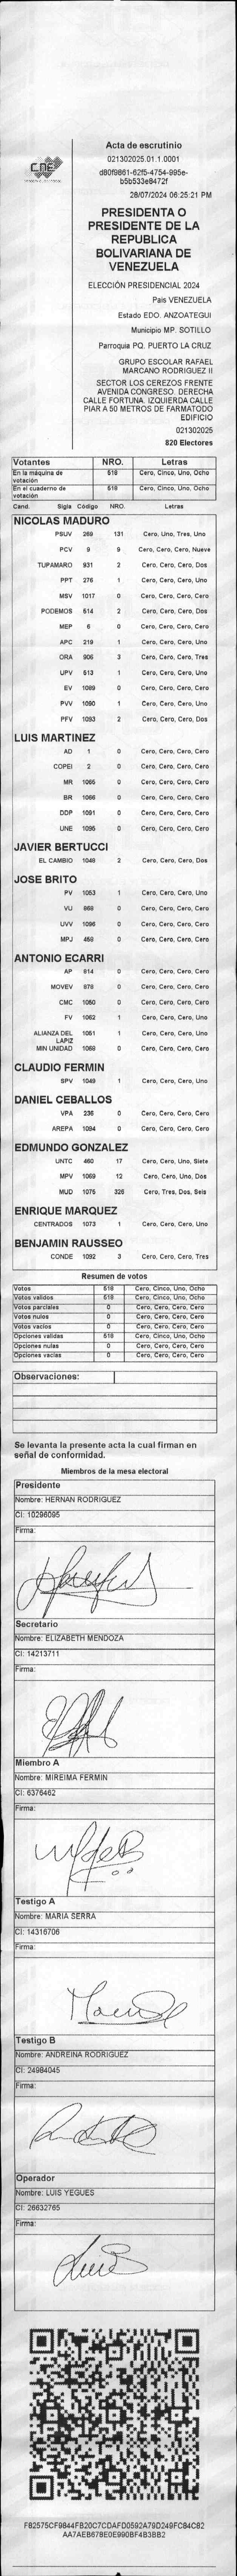 CNE
Acta de escrutinio
021302025.01.1.0001
d80f9861-62f5-4754-995e-
b5b533e8472f
28/07/2024 06:25:21 PM
PRESIDENTA O
PRESIDENTE DE LA
REPUBLICA
BOLIVARIANA DE
VENEZUELA
ELECCIÓN PRESIDENCIAL 2024
País VENEZUELA
Estado EDO. ANZOATEGUI
Municipio MP. SOTILLO
Parroquia PQ. PUERTO LA CRUZ
GRUPO ESCOLAR RAFAEL
MARCANO RODRIGUEZ II
SECTOR LOS CEREZOS FRENTE
AVENIDA CONGRESO. DERECHA
CALLE FORTUNA. IZQUIERDA CALLE
PIAR A 50 METROS DE FARMATODO
EDIFICIO
021302025
820 Electores
Votantes NRO. Letras
En la máquina de votación 518 Cero, Cinco, Uno, Ocho
En el cuaderno de votación 518 Cero, Cinco, Uno, Ocho
Cand. Sigla Código NRO. Letras
NICOLAS MADURO
PSUV 269 131 Cero, Uno, Tres, Uno
PCV 9 9 Cero, Cero, Cero, Nueve
TUPAMARO 931 2 Cero, Cero, Cero, Dos
PPT 276 1 Cero, Cero, Cero, Uno
MSV 1017 0 Cero, Cero, Cero, Cero
PODEMOS 514 2 Cero, Cero, Cero, Dos
MEP 6 0 Cero, Cero, Cero, Cero
APC 219 1 Cero, Cero, Cero, Uno
ORA 906 3 Cero, Cero, Cero, Tres
UPV 513 1 Cero, Cero, Cero, Uno
EV 1089 0 Cero, Cero, Cero, Cero
PVV 1090 1 Cero, Cero, Cero, Uno
PFV 1093 2 Cero, Cero, Cero, Dos
LUIS MARTINEZ
AD 1 0 Cero, Cero, Cero, Cero
COPEI 2 0 Cero, Cero, Cero, Cero
MR 1065 0 Cero, Cero, Cero, Cero
BR 1066 0 Cero, Cero, Cero, Cero
DDP 1091 0 Cero, Cero, Cero, Cero
UNE 1095 0 Cero, Cero, Cero, Cero
JAVIER BERTUCCI
EL CAMBIO 1046 2 Cero, Cero, Cero, Dos
JOSE BRITO
PV 1053 1 Cero, Cero, Cero, Uno
VU 868 0 Cero, Cero, Cero, Cero
UVV 1096 0 Cero, Cero, Cero, Cero
MPJ 458 0 Cero, Cero, Cero, Cero
ANTONIO ECARRI
AP 814 0 Cero, Cero, Cero, Cero
MOVEV 878 0 Cero, Cero, Cero, Cero
CMC 1050 0 Cero, Cero, Cero, Cero
FV 1062 1 Cero, Cero, Cero, Uno
ALIANZA DEL LAPIZ 1051 1 Cero, Cero, Cero, Uno
MIN UNIDAD 1068 0 Cero, Cero, Cero, Cero
CLAUDIO FERMIN
SPV 1049 1 Cero, Cero, Cero, Uno
DANIEL CEBALLOS
VPA 236 0 Cero, Cero, Cero, Cero
AREPA 1094 0 Cero, Cero, Cero, Cero
EDMUNDO GONZALEZ
UNTC 460 17 Cero, Cero, Uno, Siete
MPV 1069 12 Cero, Cero, Uno, Dos
MUD 1075 326 Cero, Tres, Dos, Seis
ENRIQUE MARQUEZ
CENTRADOS 1073 1 Cero, Cero, Cero, Uno
BENJAMIN RAUSSEO
CONDE 1092 3 Cero, Cero, Cero, Tres
Resumen de votos
Votos 518 Cero, Cinco, Uno, Ocho
Votos validos 518 Cero, Cinco, Uno, Ocho
Votos parciales 0 Cero, Cero, Cero, Cero
Votos nulos 0 Cero, Cero, Cero, Cero
Votos vacios 0 Cero, Cero, Cero, Cero
Opciones validas 518 Cero, Cinco, Uno, Ocho
Opciones nulas 0 Cero, Cero, Cero, Cero
Opciones vacías 0 Cero, Cero, Cero, Cero
Observaciones:
Se levanta la presente acta la cual firman en
señal de conformidad.
Miembros de la mesa electoral
Presidente
Nombre: HERNAN RODRIGUEZ
CI: 10296095
Firma:
Secretario
Nombre: ELIZABETH MENDOZA
CI: 14213711
Firma:
Miembro A
Nombre: MIREIMA FERMIN
CI: 6376462
Firma:
Testigo A
Nombre: MARIA SERRA
CI: 14316706
Firma:
Testigo B
Nombre: ANDREINA RODRIGUEZ
CI: 24984045
Firma:
Operador
Nombre: LUIS YEGUES
CI: 26632765
Firma:
F82575CF9844FB20C7CDAFD0592A79D249FC84C82
AA7AEB678E0E990BF4B3BB2